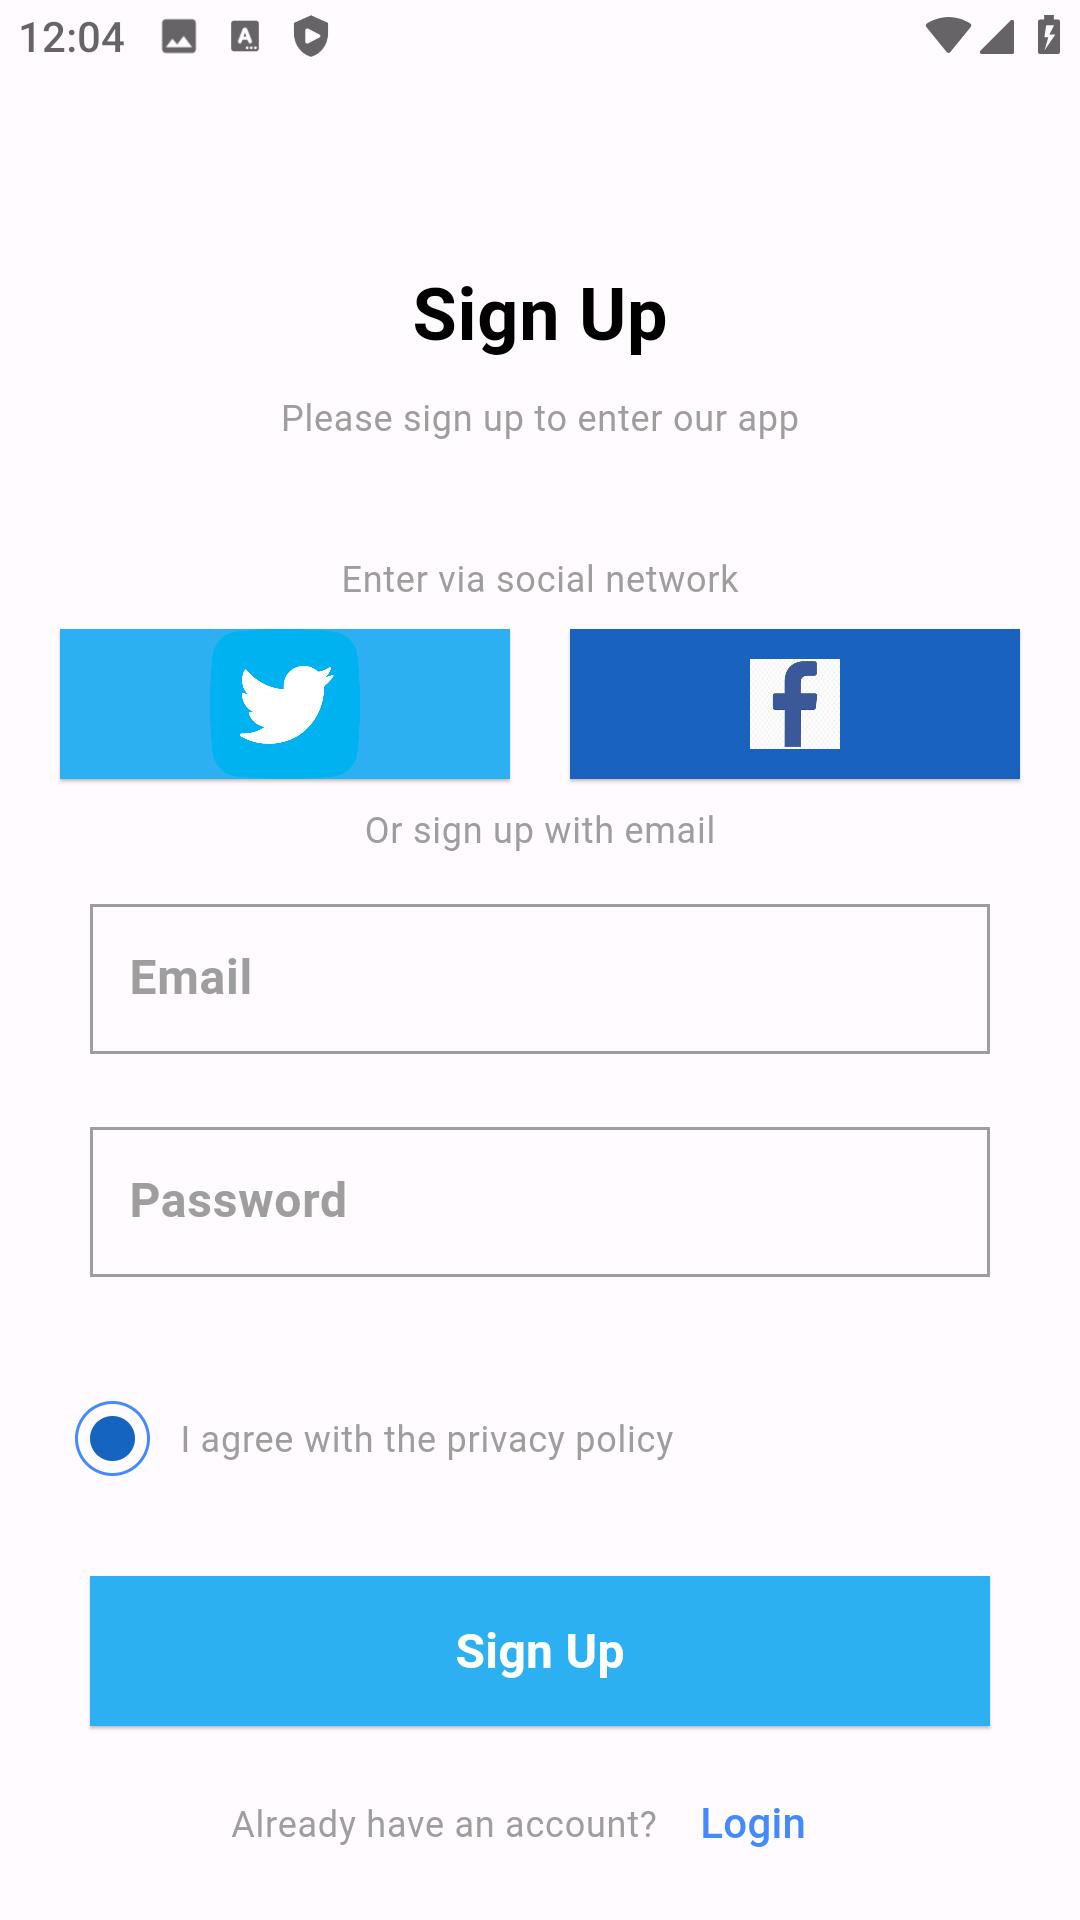 12:04
Sign Up
Please sign up to enter our app
Enter via social network
Or sign up with email
Email
Password
I agree with the privacy policy
Sign Up
Already have an account? Login